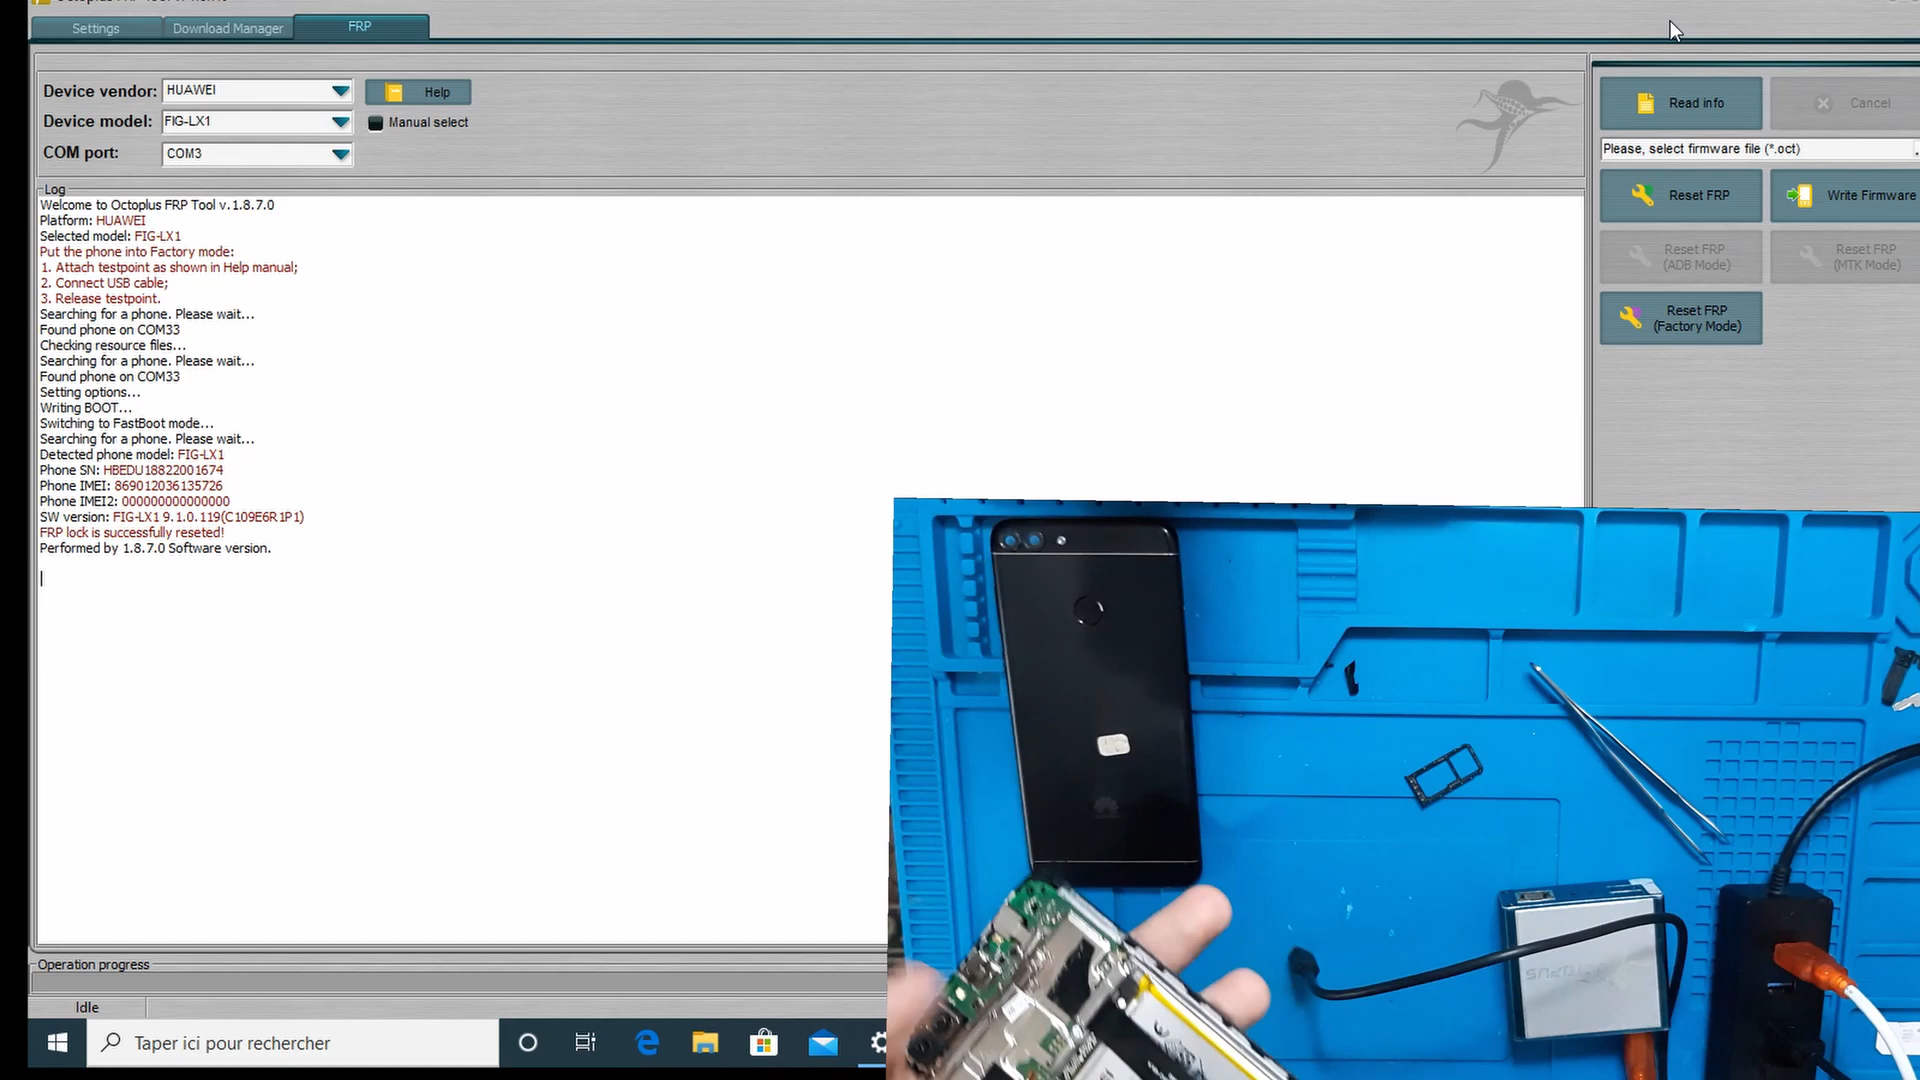 Settings
Download Manager
FRP
Device vendor:
HUAWEI
Help
Device model:
FIG-LX1
Manual select
COM port:
COM3
Read info
Cancel
Please, select firmware file (*.oct)
Reset FRP
Write Firmware
Reset FRP
(ADB Mode)
Reset FRP
(MTK Mode)
Reset FRP
(Factory Mode)
Log
Welcome to Octoplus FRP Tool v.1.8.7.0
Platform: HUAWEI
Selected model: FIG-LX1
Put the phone into Factory mode:
1. Attach testpoint as shown in Help manual;
2. Connect USB cable;
3. Release testpoint.
Searching for a phone. Please wait...
Found phone on COM33
Checking resource files...
Searching for a phone. Please wait...
Found phone on COM33
Setting options...
Writing BOOT...
Switching to FastBoot mode...
Searching for a phone. Please wait...
Detected phone model: FIG-LX1
Phone SN: HBEDU18822001674
Phone IMEI: 869012036135726
Phone IMEI2: 000000000000000
SW version: FIG-LX1 9.1.0.119(C109E6R1P1)
FRP lock is successfully reseted!
Performed by 1.8.7.0 Software version.
Operation progress
Idle
Taper ici pour rechercher